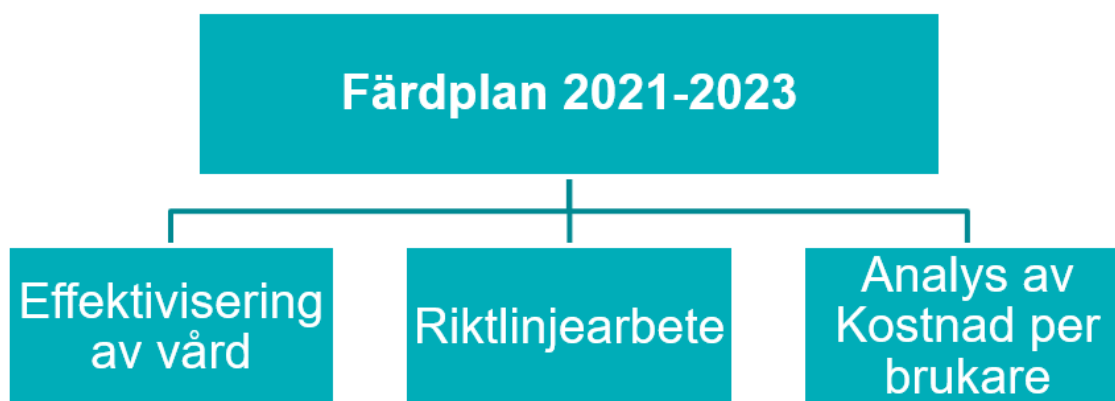 Färdplan 2021-2023
Effektivisering
av vård
Riktlinjearbete
Analys av
Kostnad per
brukare